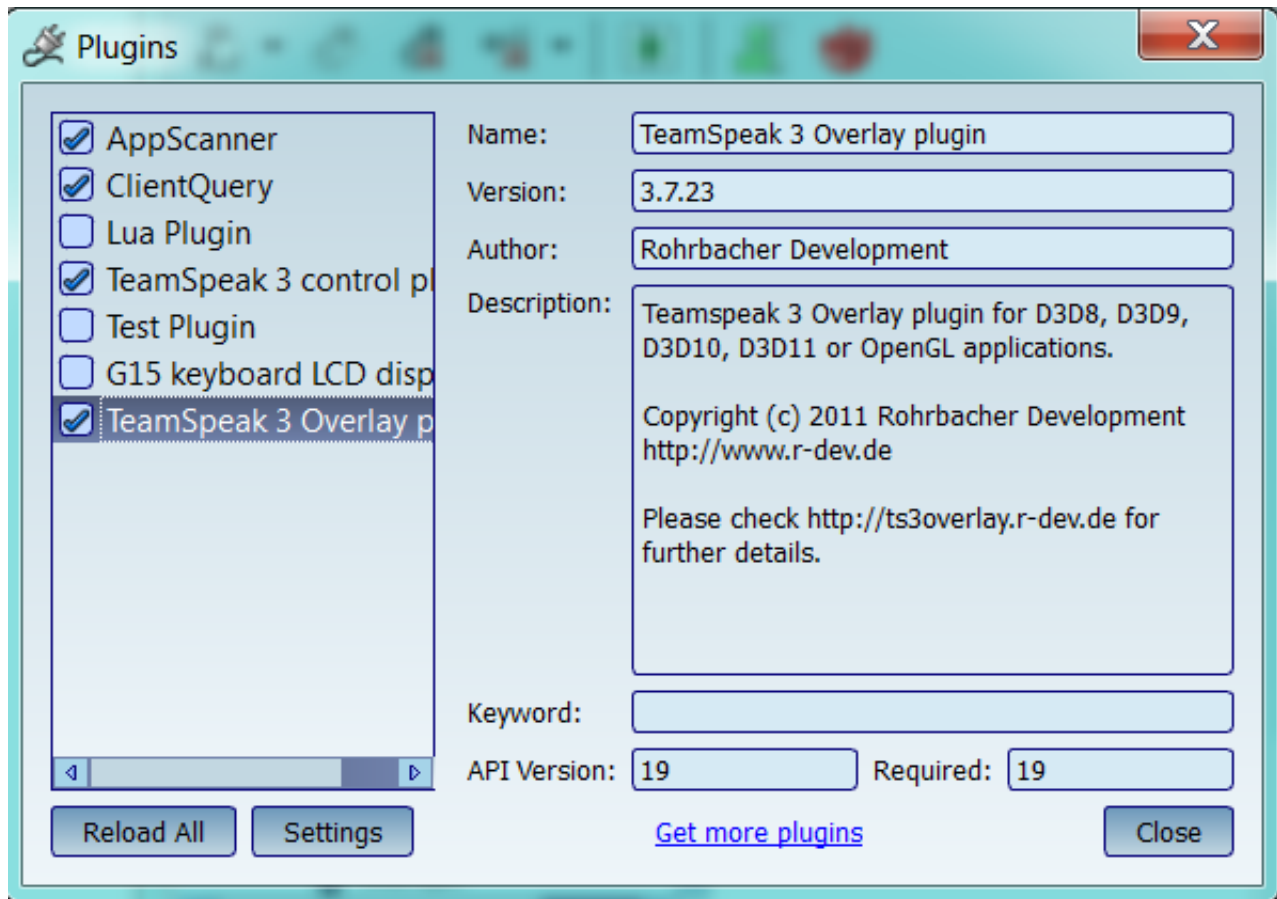 Plugins
AppScanner
ClientQuery
Lua Plugin
TeamSpeak 3 control pl
Test Plugin
G15 keyboard LCD disp
TeamSpeak 3 Overlay p
Reload All
Settings
Name:
TeamSpeak 3 Overlay plugin
Version:
3.7.23
Author:
Rohrbacher Development
Description:
Teamspeak 3 Overlay plugin for D3D8, D3D9,
D3D10, D3D11 or OpenGL applications.
Copyright (c) 2011 Rohrbacher Development
http://www.r-dev.de
Please check http://ts3overlay.r-dev.de for
further details.
Keyword:
API Version:
19
Required:
19
Get more plugins
Close